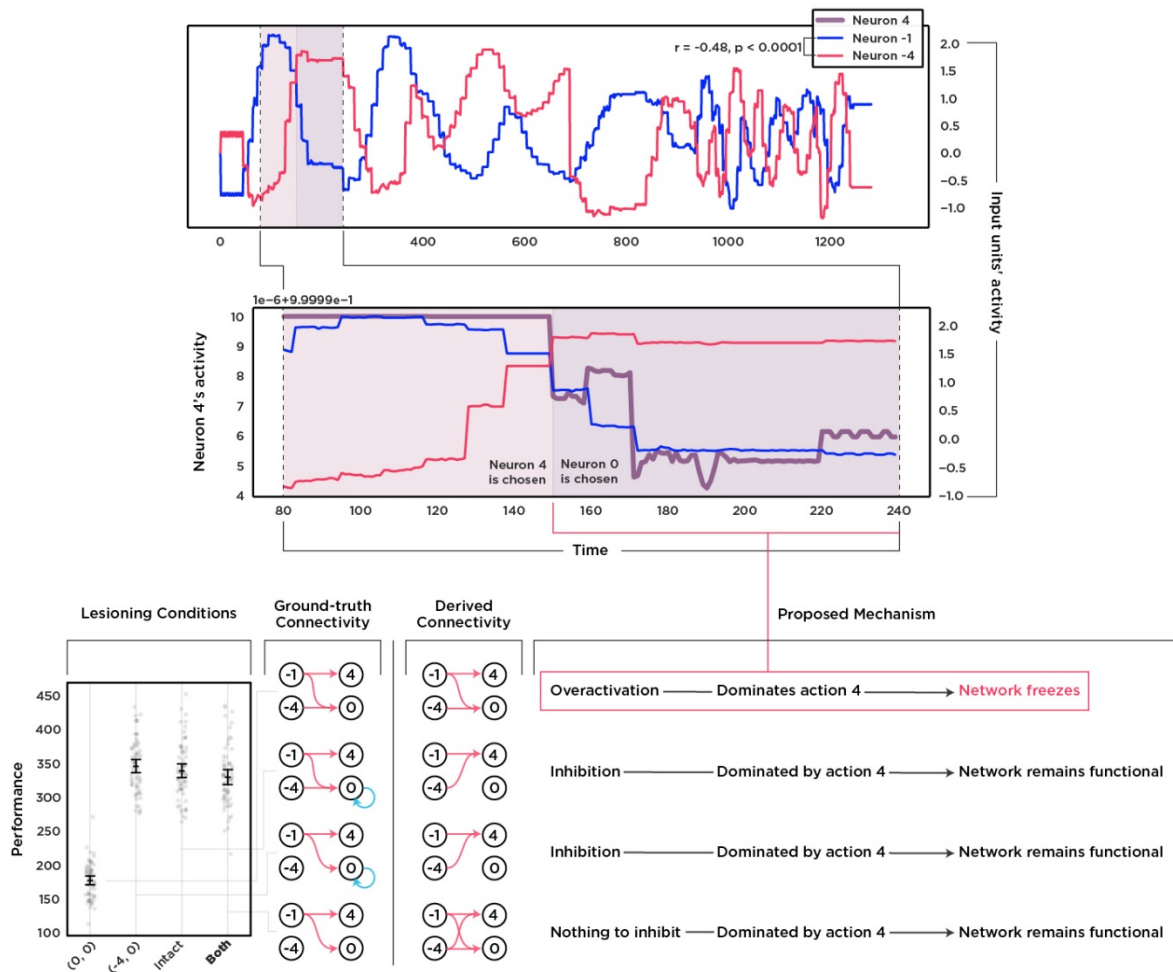 Neuron 4
Neuron -1
Neuron -4
r = -0.48, p < 0.0001
2.0
1.5
1.0
0.5
0.0
−0.5
−1.0
0
400
600
800
1000
1200
Input units' activity
1e−6+9.9999e−1
10
9
8
7
6
5
4
Neuron 4's activity
2.0
1.5
1.0
0.5
0.0
−0.5
−1.0
Neuron 4
is chosen
Neuron 0
is chosen
80
100
120
140
160
180
200
220
240
Time
Lesioning Conditions
Ground-truth
Connectivity
Derived
Connectivity
Proposed Mechanism
Performance
450
400
350
300
250
200
150
100
(0, 0)
(-4, 0)
Intact
Both
-1 4
-4 0
-1 4
-4 0
Overactivation Dominates action 4 Network freezes
-1 4
-4 0
-1 4
-4 0
Inhibition Dominated by action 4 Network remains functional
-1 4
-4 0
-1 4
-4 0
Inhibition Dominated by action 4 Network remains functional
-1 4
-4 0
-1 4
-4 0
Nothing to inhibit Dominated by action 4 Network remains functional